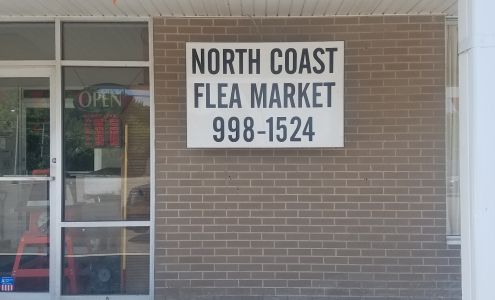 NORTH COAST
FLEA MARKET
998-1524
OPEN